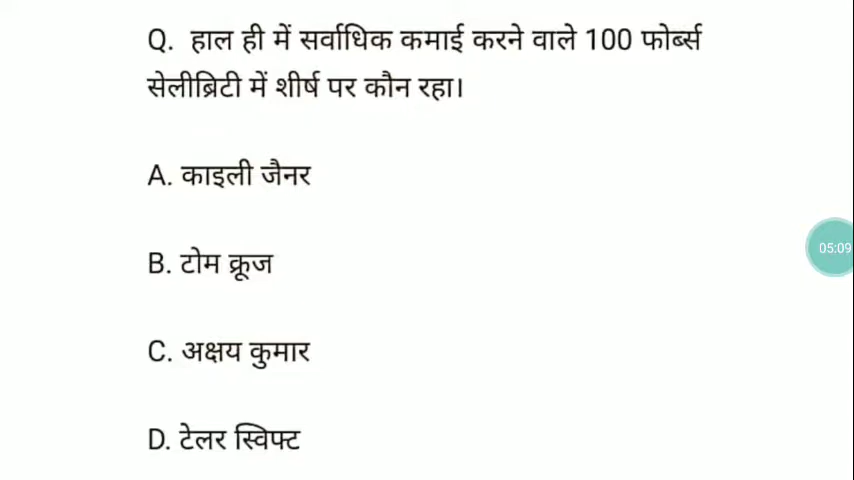 Q. हाल ही में सर्वाधिक कमाई करने वाले 100 फोर्ब्स
सेलीब्रिटी में शीर्ष पर कौन रहा।
A. काइली जैनर
B. टोम क्रूज
C. अक्षय कुमार
D. टेलर स्विफ्ट
05:09